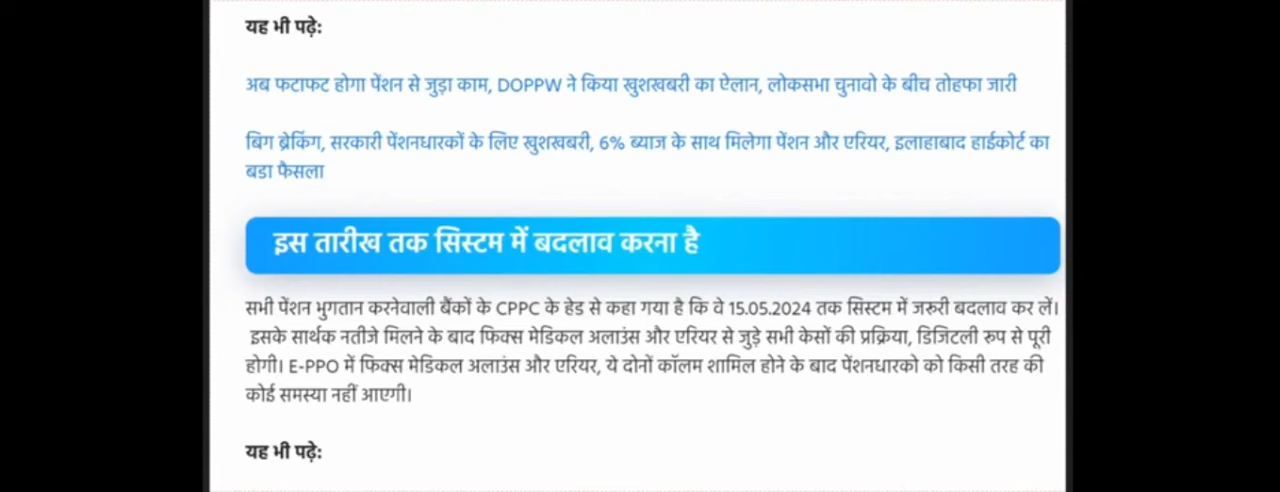 यह भी पढ़े:
अब फटाफट होगा पेंशन से जुड़ा काम, DOPPW ने किया खुशखबरी का ऐलान, लोकसभा चुनावो के बीच तोहफा जारी
बिग ब्रेकिंग, सरकारी पेंशनधारकों के लिए खुशखबरी, 6% ब्याज के साथ मिलेगा पेंशन और एरियर, इलाहाबाद हाईकोर्ट का
बडा फैसला
इस तारीख तक सिस्टम में बदलाव करना है
सभी पेंशन भुगतान करनेवाली बैंकों के CPPC के हेड से कहा गया है कि वे 15.05.2024 तक सिस्टम में जरूरी बदलाव कर लें।
इसके सार्थक नतीजे मिलने के बाद फिक्स मेडिकल अलाउंस और एरियर से जुड़े सभी केसों की प्रक्रिया, डिजिटली रूप से पूरी
होगी। E-PPO में फिक्स मेडिकल अलाउंस और एरियर, ये दोनों कॉलम शामिल होने के बाद पेंशनधारको को किसी तरह की
कोई समस्या नहीं आएगी।
यह भी पढ़े: